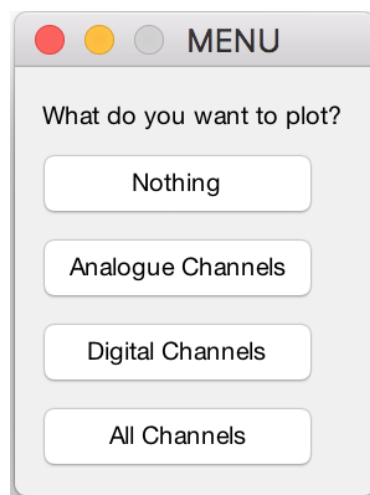 MENU
What do you want to plot?
Nothing
Analogue Channels
Digital Channels
All Channels